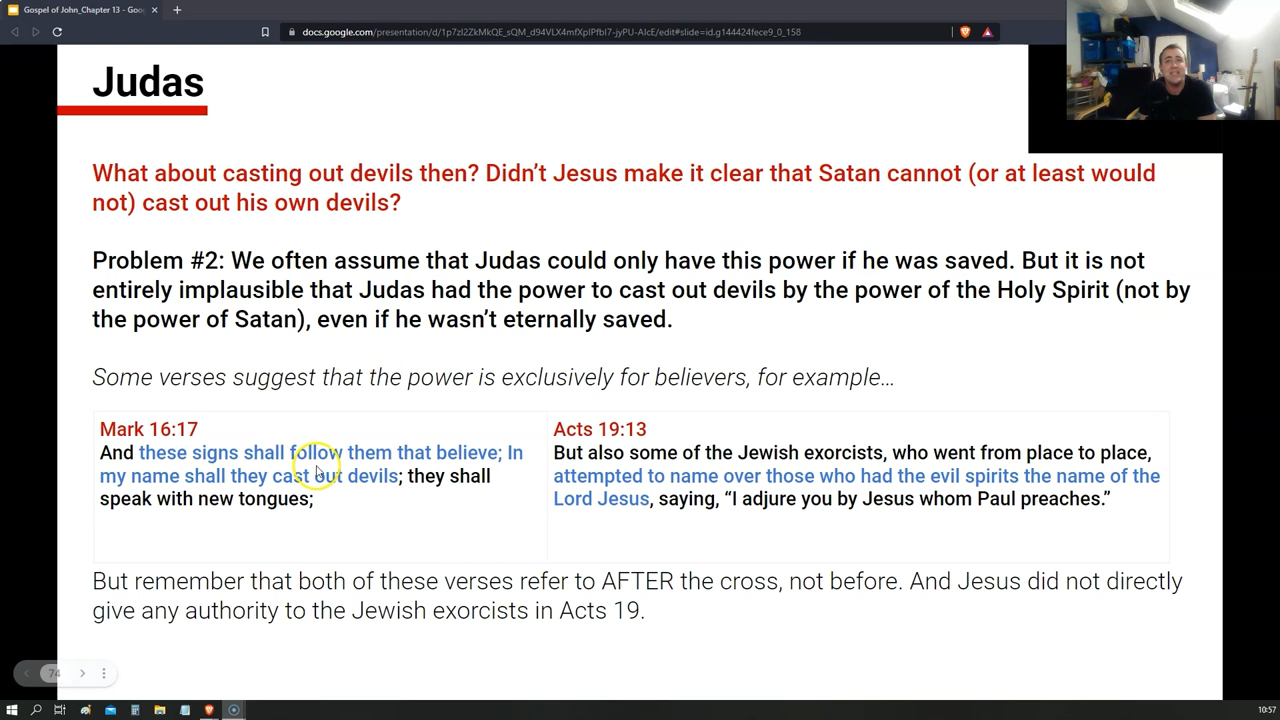 Gospel of John_Chapter 13 - Goo
docs.google.com/presentation/d/1p7zI2ZkMkQE_sQM_d94VLX4mfXpIPfbI7-jyPU-AIcE/edit#slide=id.g144424fece9_0_158
Judas
What about casting out devils then? Didn't Jesus make it clear that Satan cannot (or at least would
not) cast out his own devils?
Problem #2: We often assume that Judas could only have this power if he was saved. But it is not
entirely implausible that Judas had the power to cast out devils by the power of the Holy Spirit (not by
the power of Satan), even if he wasn't eternally saved.
Some verses suggest that the power is exclusively for believers, for example…
Mark 16:17
And these signs shall follow them that believe; In
my name shall they cast out devils; they shall
speak with new tongues;
Acts 19:13
But also some of the Jewish exorcists, who went from place to place,
attempted to name over those who had the evil spirits the name of the
Lord Jesus, saying, “I adjure you by Jesus whom Paul preaches.”
But remember that both of these verses refer to AFTER the cross, not before. And Jesus did not directly
give any authority to the Jewish exorcists in Acts 19.
74
10:57